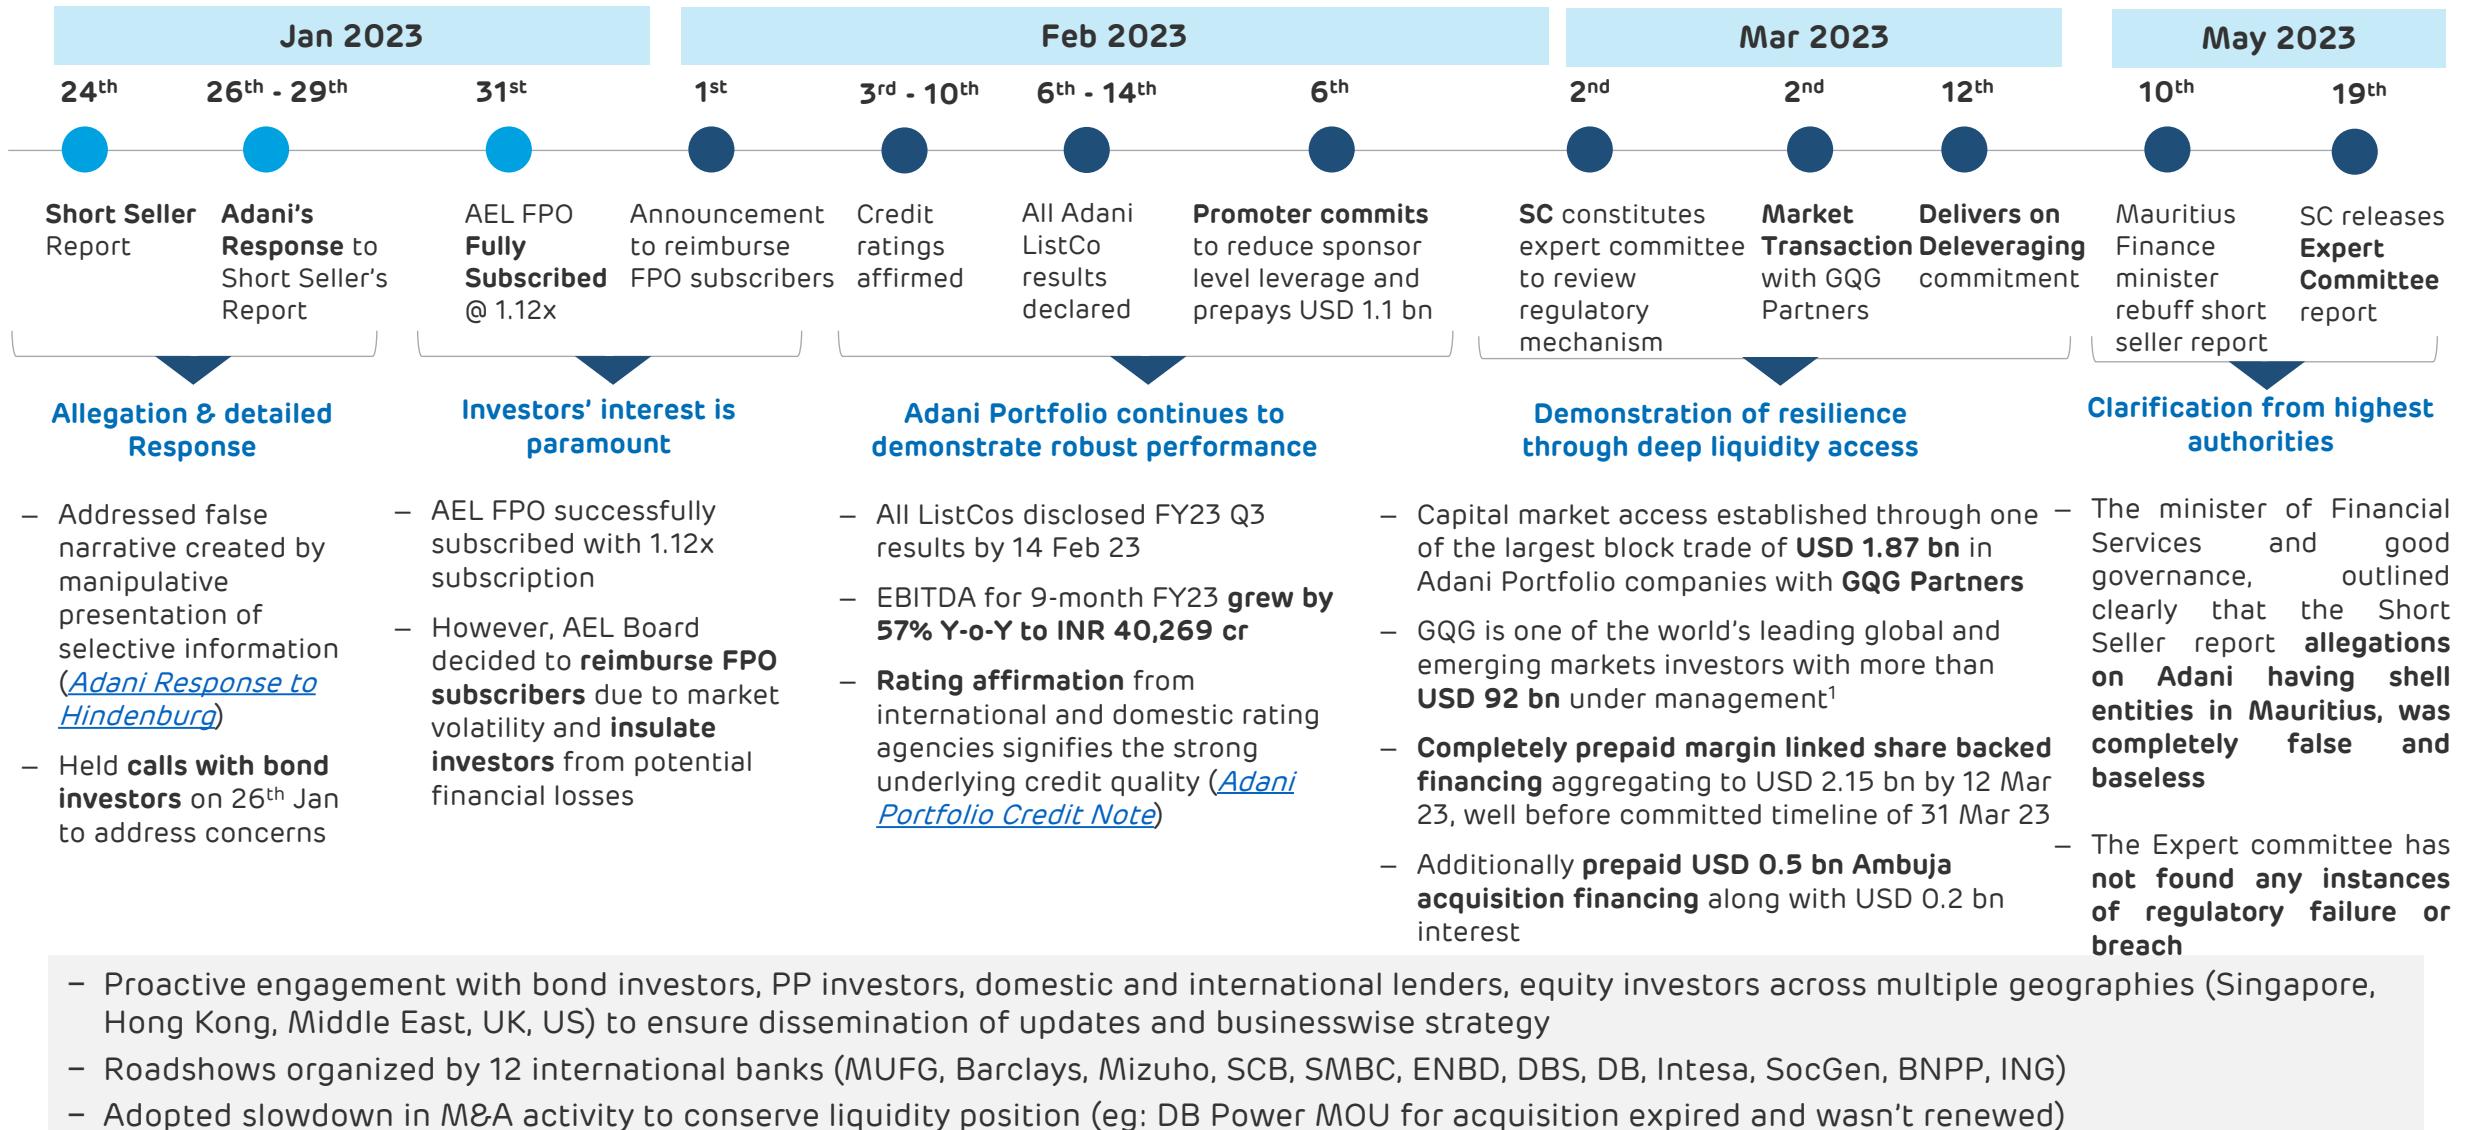 Jan 2023
Feb 2023
Mar 2023
May 2023
24th
26th - 29th
31st
1st
3rd - 10th
6th - 14th
6th
2nd
2nd
12th
10th
19th
Short Seller
Report
Adani's
Response to
Short Seller's
Report
AEL FPO
Fully
Subscribed
@ 1.12x
Announcement
to reimburse
FPO subscribers
Credit
ratings
affirmed
All Adani
ListCo
results
declared
Promoter commits
to reduce sponsor
level leverage and
prepays USD 1.1 bn
SC constitutes
expert committee
to review
regulatory
mechanism
Market
Transaction
with GQG
Partners
Delivers on
Deleveraging
commitment
Mauritius
Finance
minister
rebuff short
seller report
SC releases
Expert
Committee
report
Allegation & detailed
Response
– Addressed false
narrative created by
manipulative
presentation of
selective information
(Adani Response to
Hindenburg)
– Held calls with bond
investors on 26th Jan
to address concerns
Investors' interest is
paramount
– AEL FPO successfully
subscribed with 1.12x
subscription
– However, AEL Board
decided to reimburse FPO
subscribers due to market
volatility and insulate
investors from potential
financial losses
Adani Portfolio continues to
demonstrate robust performance
– All ListCos disclosed FY23 Q3
results by 14 Feb 23
– EBITDA for 9-month FY23 grew by
57% Y-o-Y to INR 40,269 cr
– Rating affirmation from
international and domestic rating
agencies signifies the strong
underlying credit quality (Adani
Portfolio Credit Note)
Demonstration of resilience
through deep liquidity access
– Capital market access established through one
of the largest block trade of USD 1.87 bn in
Adani Portfolio companies with GQG Partners
– GQG is one of the world's leading global and
emerging markets investors with more than
USD 92 bn under management1
– Completely prepaid margin linked share backed
financing aggregating to USD 2.15 bn by 12 Mar
23, well before committed timeline of 31 Mar 23
– Additionally prepaid USD 0.5 bn Ambuja
acquisition financing along with USD 0.2 bn
interest
Clarification from highest
authorities
– The minister of Financial
Services and good
governance, outlined
clearly that the Short
Seller report allegations
on Adani having shell
entities in Mauritius, was
completely false and
baseless
– The Expert committee has
not found any instances
of regulatory failure or
breach
– Proactive engagement with bond investors, PP investors, domestic and international lenders, equity investors across multiple geographies (Singapore,
Hong Kong, Middle East, UK, US) to ensure dissemination of updates and businesswise strategy
– Roadshows organized by 12 international banks (MUFG, Barclays, Mizuho, SCB, SMBC, ENBD, DBS, DB, Intesa, SocGen, BNPP, ING)
– Adopted slowdown in M&A activity to conserve liquidity position (eg: DB Power MOU for acquisition expired and wasn't renewed)